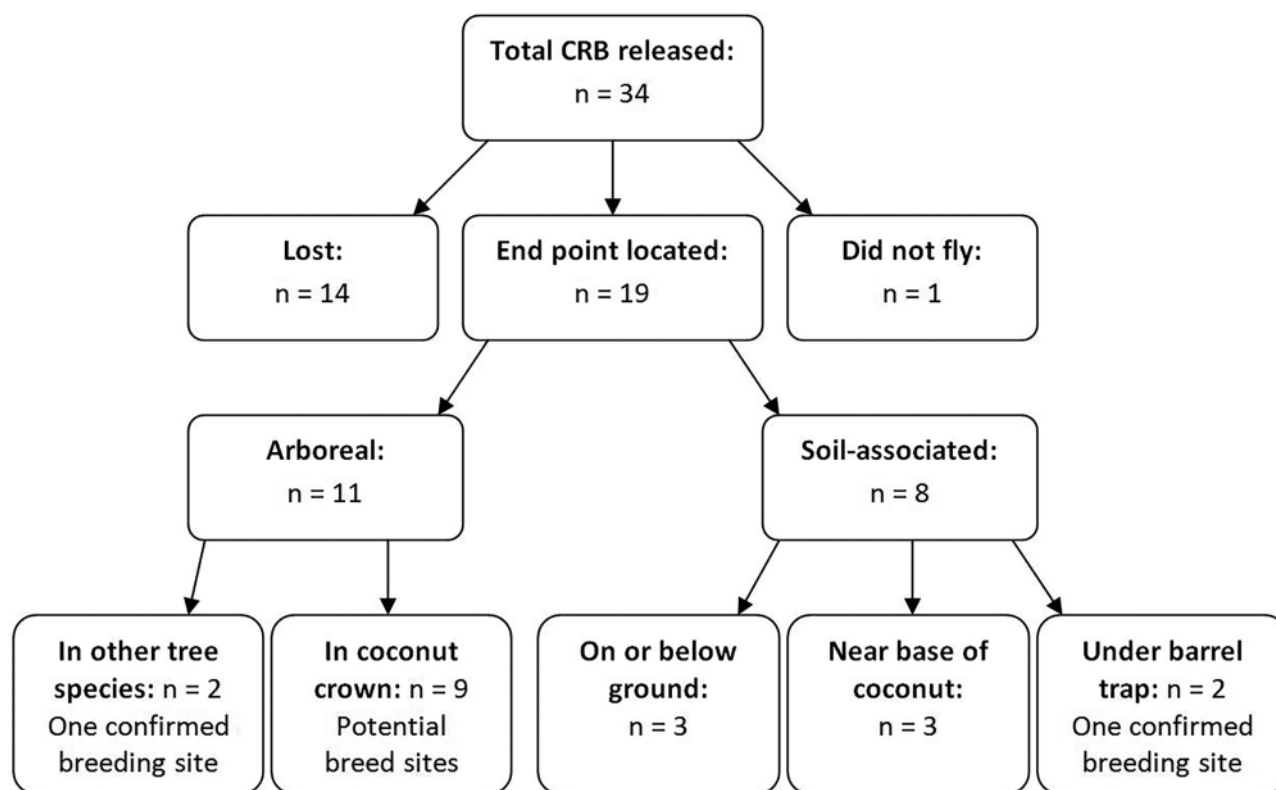 Total CRB released:
n = 34
Lost:
n = 14
End point located:
n = 19
Did not fly:
n = 1
Arboreal:
n = 11
Soil-associated:
n = 8
In other tree
species: n = 2
One confirmed
breeding site
In coconut
crown: n = 9
Potential
breed sites
On or below
ground:
n = 3
Near base of
coconut:
n = 3
Under barrel
trap: n = 2
One confirmed
breeding site